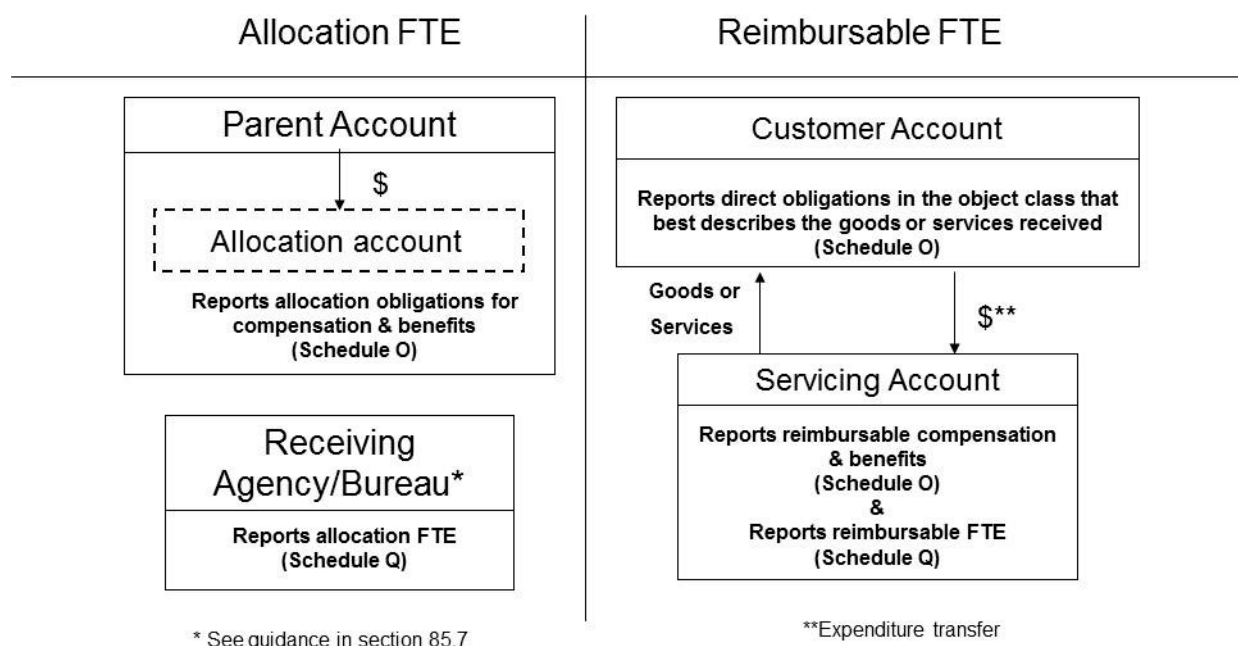 Allocation FTE
Parent Account
$
Allocation account
Reports allocation obligations for
compensation & benefits
(Schedule O)
Receiving
Agency/Bureau*
Reports allocation FTE
(Schedule Q)
* See guidance in section 85.7
Reimbursable FTE
Customer Account
Reports direct obligations in the object class that
best describes the goods or services received
(Schedule O)
Goods or
Services
$**
Servicing Account
Reports reimbursable compensation
& benefits
(Schedule O)
&
Reports reimbursable FTE
(Schedule Q)
**Expenditure transfer